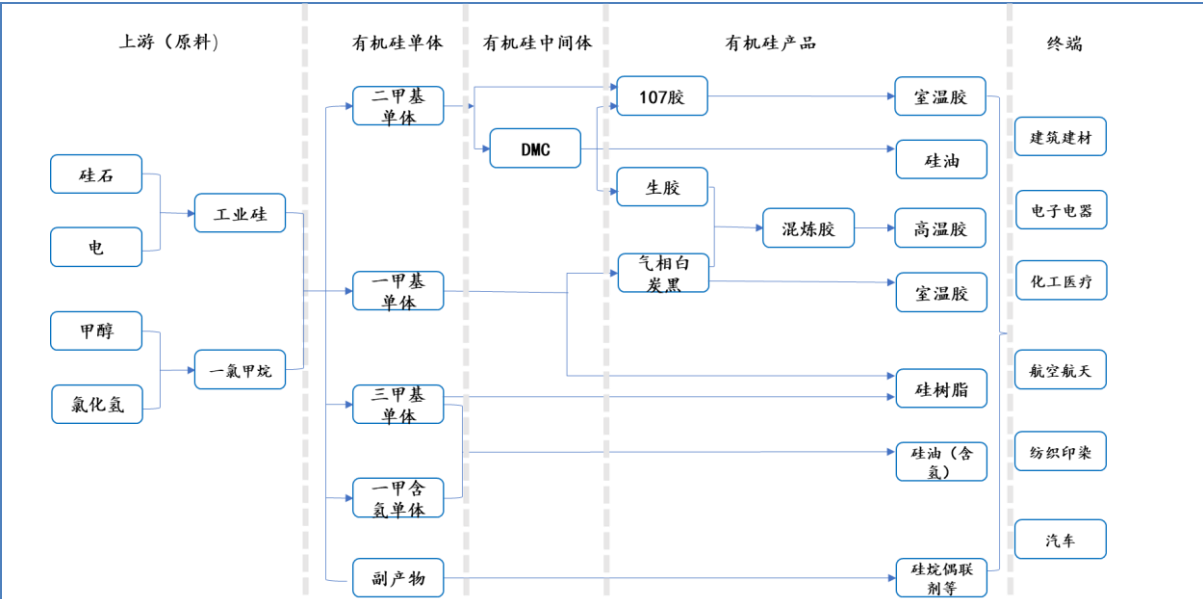 上游（原料)
有机硅单体
有机硅中间体
有机硅产品
终端
硅石
电
甲醇
氯化氢
工业硅
一氯甲烷
二甲基
单体
一甲基
单体
三甲基
单体
一甲含
氢单体
副产物
DMC
107胶
生胶
气相白
炭黑
混炼胶
室温胶
硅油
高温胶
室温胶
硅树脂
硅油（含
氢）
硅烷偶联
剂等
建筑建材
电子电器
化工医疗
航空航天
纺织印染
汽车